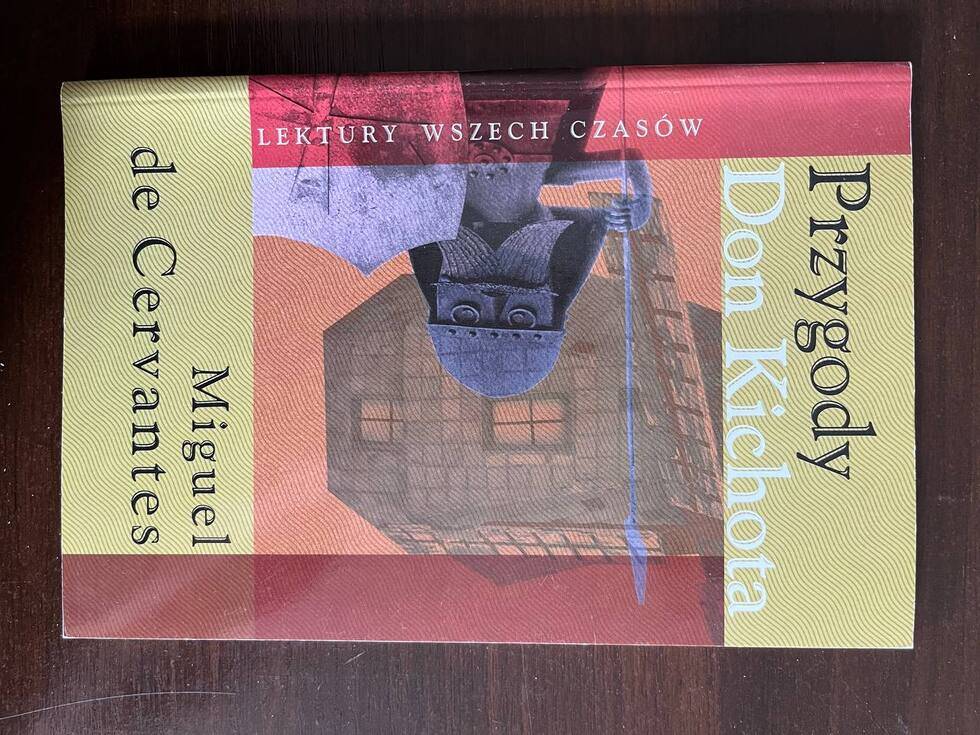 Przygody
Don Kichota
LEKTURY WSZECH CZASÓW
Miguel
de Cervantes